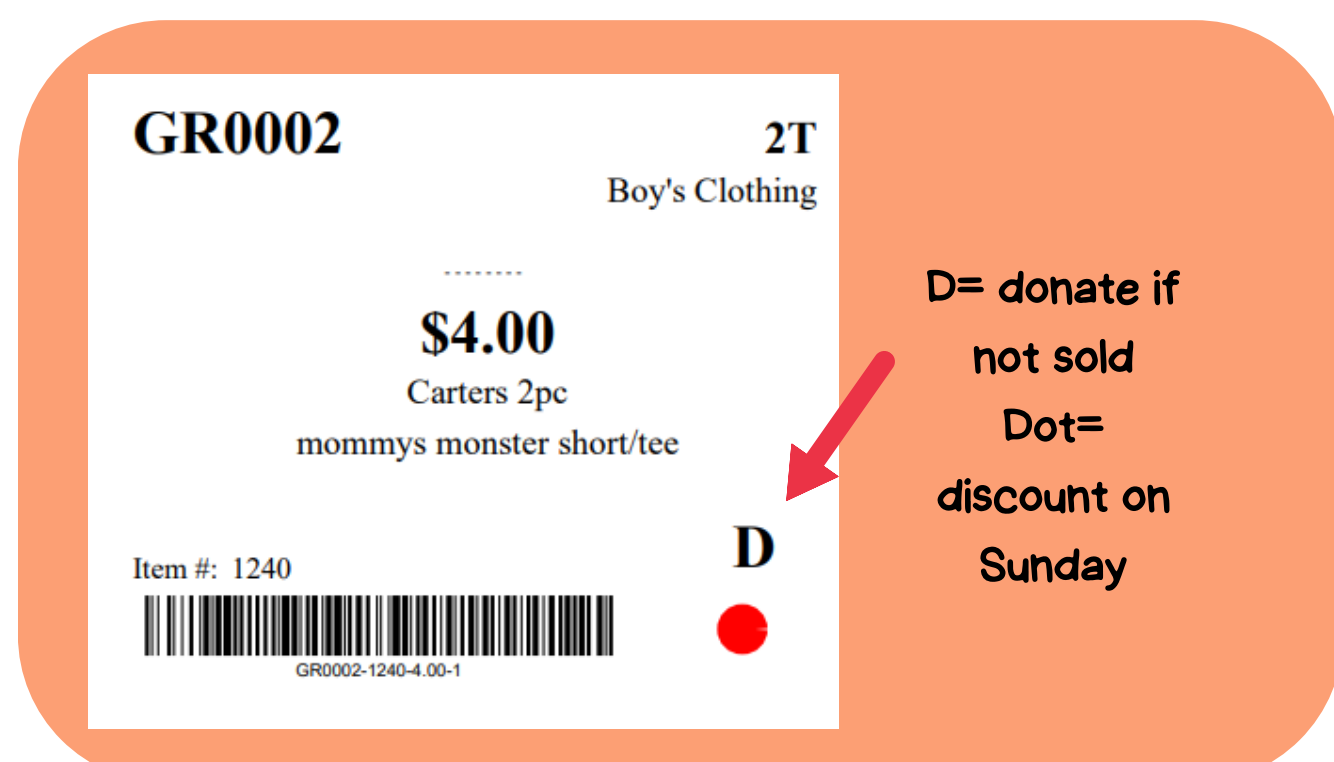 GR0002
2T
Boy's Clothing
--------
$4.00
Carters 2pc
mommys monster short/tee
D
Item #: 1240
GR0002-1240-4.00-1
D= donate if
not sold
Dot=
discount on
Sunday